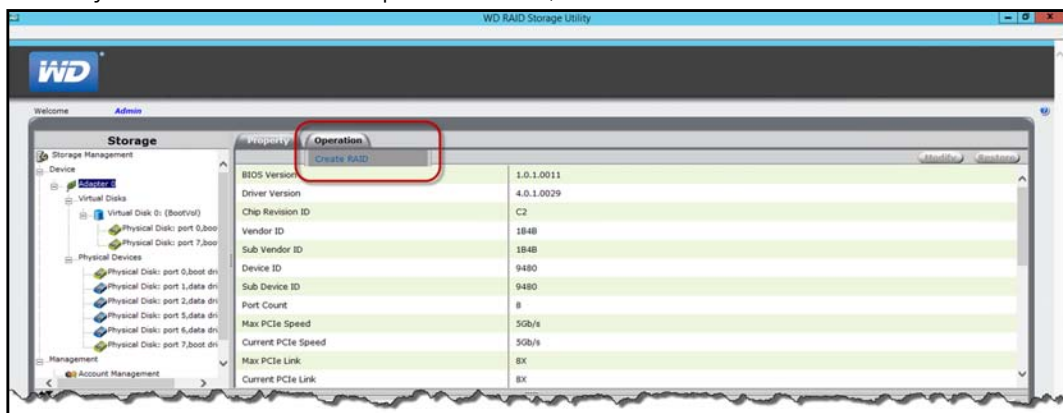 WD RAID Storage Utility
WD
Welcome Admin
Storage
Property Operation
Create RAID
Modify Restore
Storage Management
Device
Adapter 0
Virtual Disks
Virtual Disk 0: (BootVol)
Physical Disk: port 0,boo
Physical Disk: port 7,boo
Physical Devices
Physical Disk: port 0,boot dri
Physical Disk: port 1,data dri
Physical Disk: port 2,data dri
Physical Disk: port 5,data dri
Physical Disk: port 6,data dri
Physical Disk: port 7,boot dri
Management
Account Management
BIOS Version 1.0.1.0011
Driver Version 4.0.1.0029
Chip Revision ID C2
Vendor ID 1B4B
Sub Vendor ID 1B4B
Device ID 9480
Sub Device ID 9480
Port Count 8
Max PCIe Speed 5Gb/s
Current PCIe Speed 5Gb/s
Max PCIe Link 8X
Current PCIe Link 8X